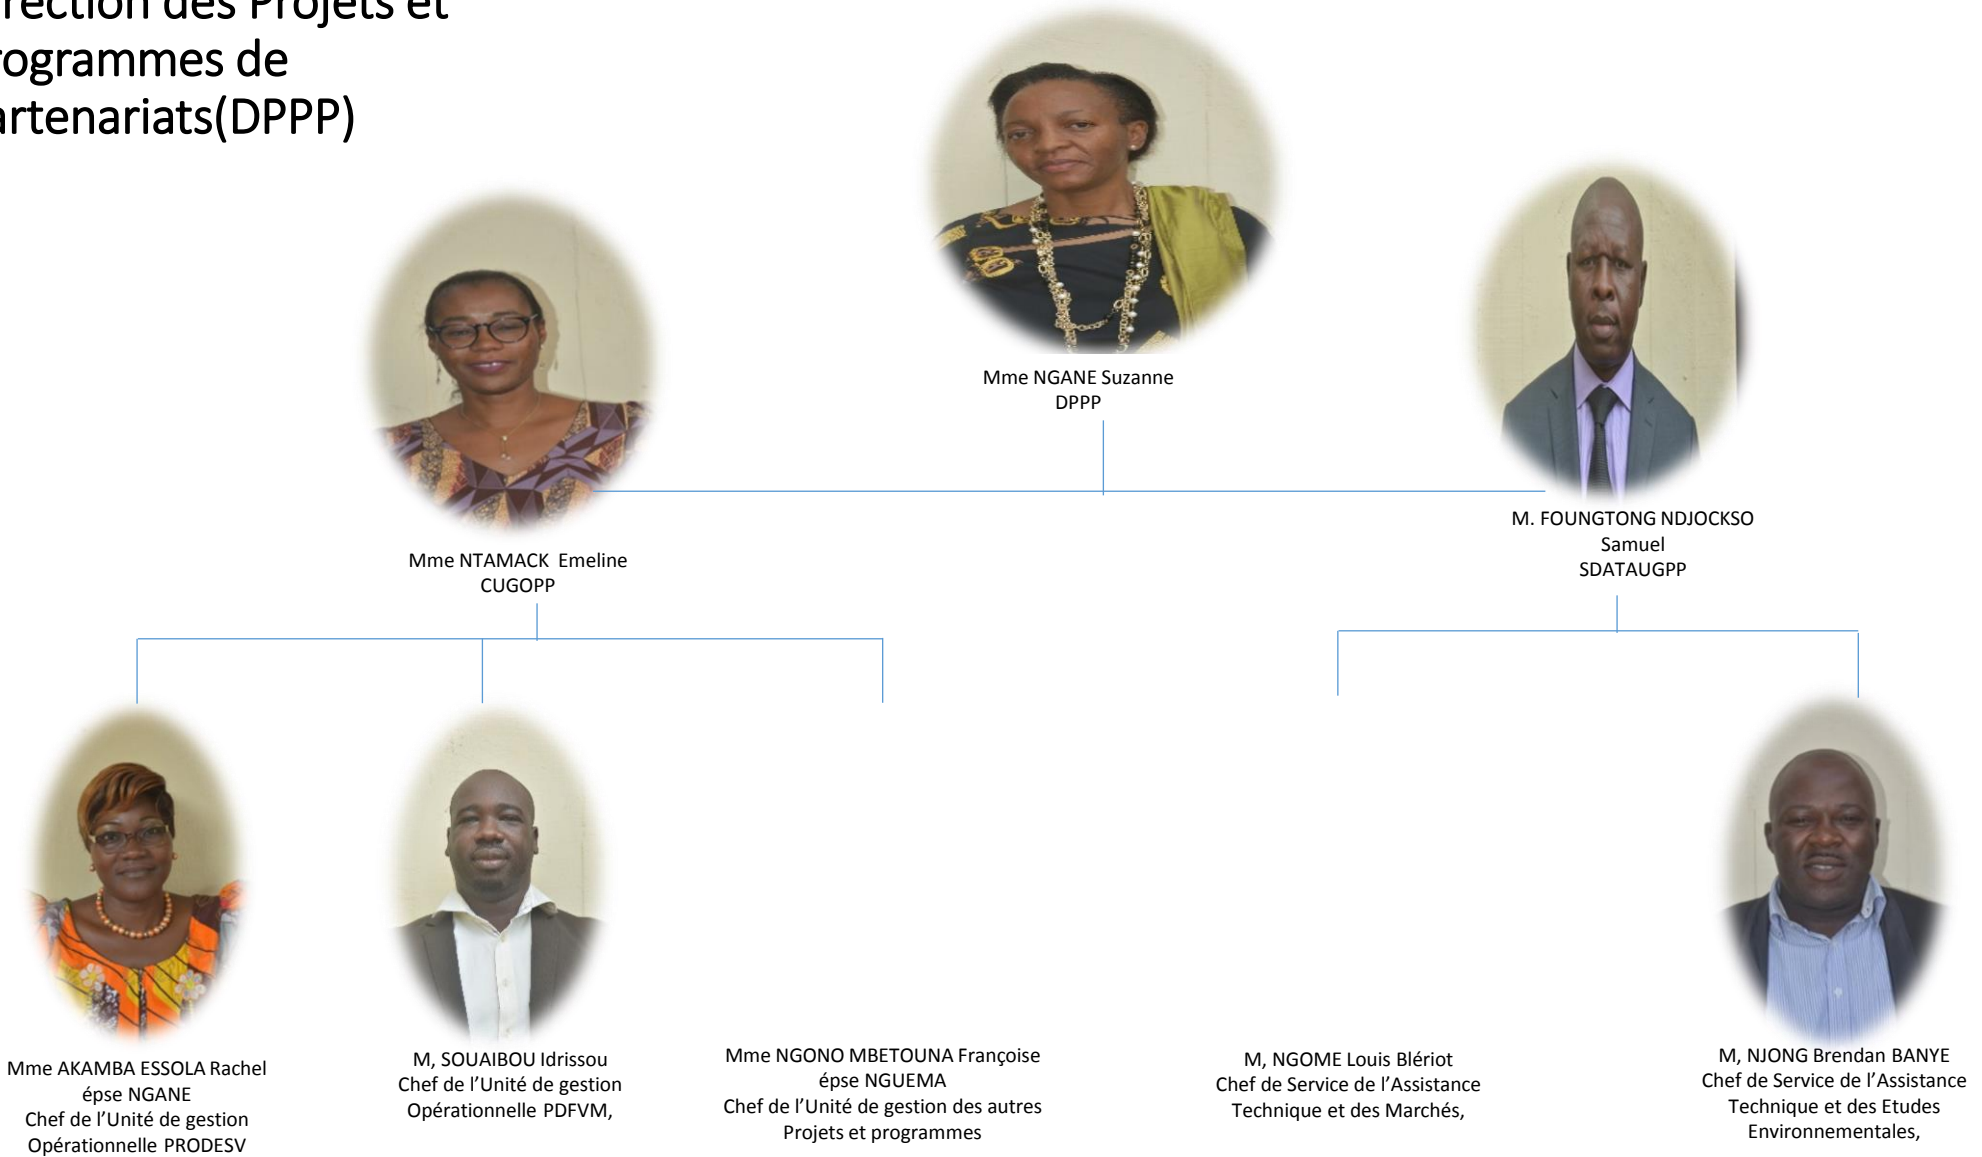 rection des Projets et
rogrammes de
artenariats(DPPP)
Mme NGANE Suzanne
DPPP
M. FOUNGTONG NDJOCKSO
Samuel
SDATAUGPP
Mme NTAMACK Emeline
CUGOPP
Mme AKAMBA ESSOLA Rachel
épse NGANE
Chef de l’Unité de gestion
Opérationnelle PRODESV
M, SOUAIBOU Idrissou
Chef de l’Unité de gestion
Opérationnelle PDFVM,
Mme NGONO MBETOUNA Françoise
épse NGUEMA
Chef de l’Unité de gestion des autres
Projets et programmes
M, NGOME Louis Blériot
Chef de Service de l’Assistance
Technique et des Marchés,
M, NJONG Brendan BANYE
Chef de Service de l’Assistance
Technique et des Etudes
Environnementales,